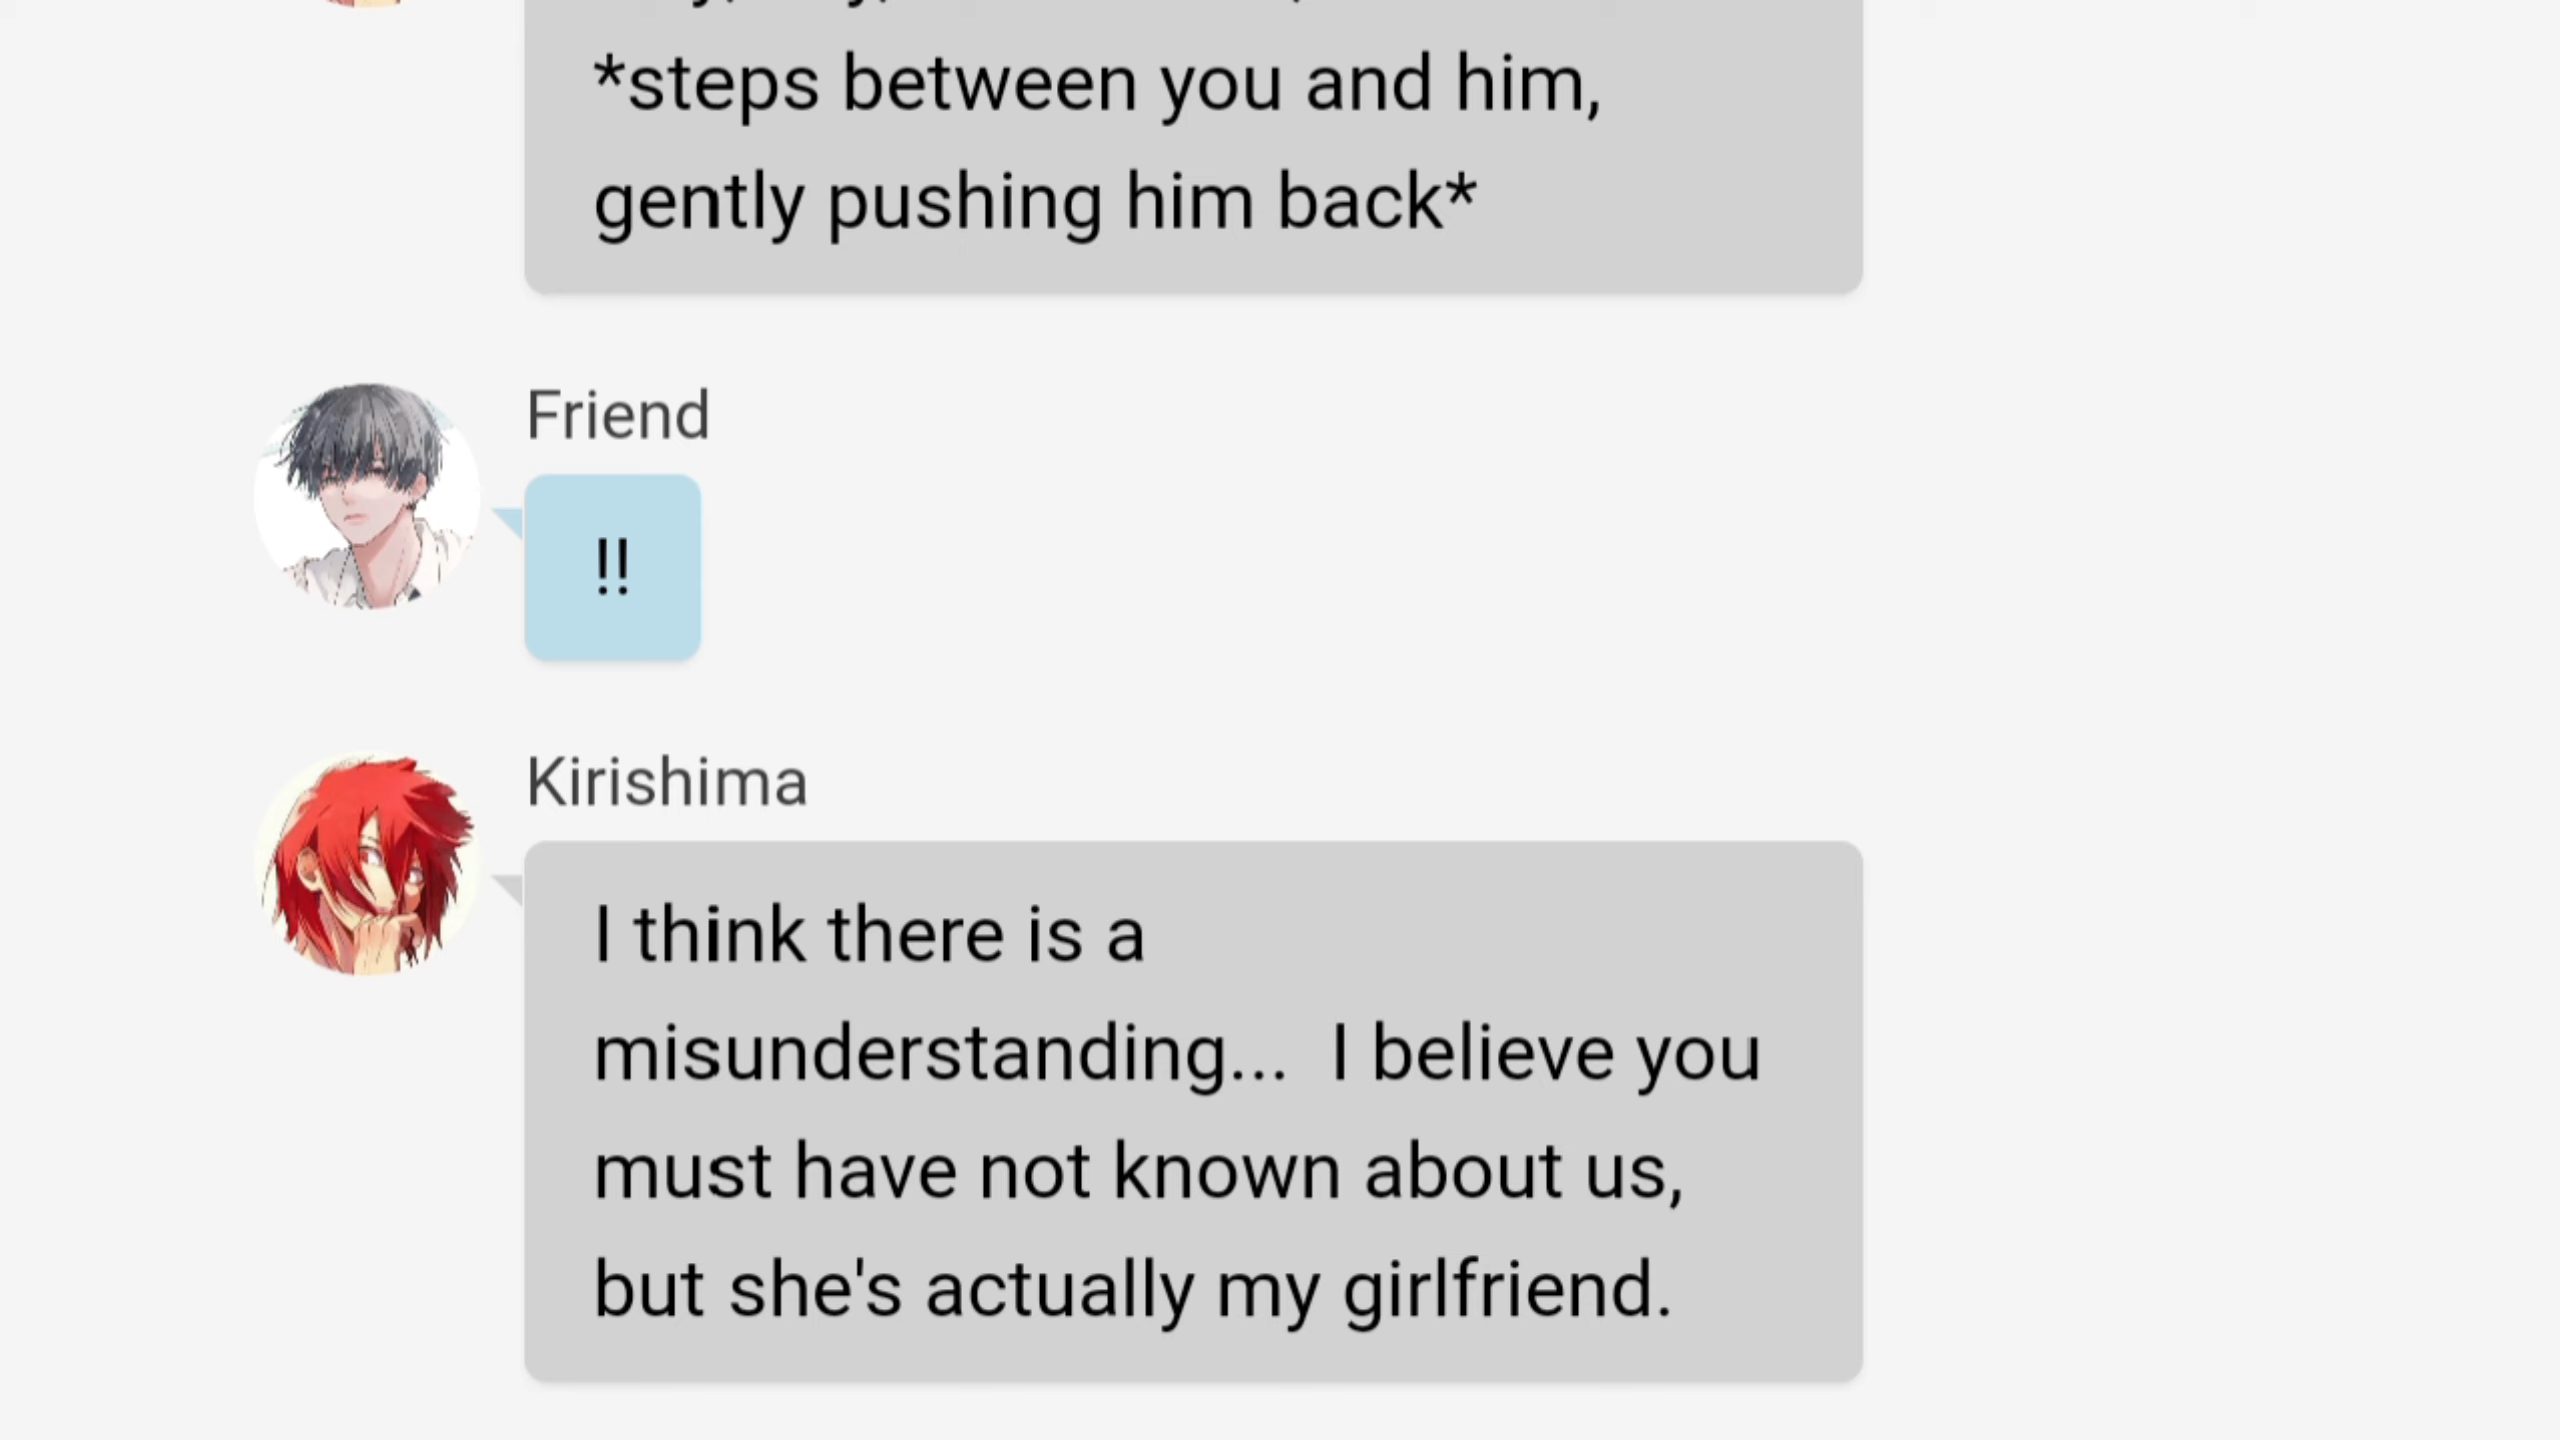 *steps between you and him,
gently pushing him back*
Friend
!!
Kirishima
I think there is a
misunderstanding...  I believe you
must have not known about us,
but she's actually my girlfriend.